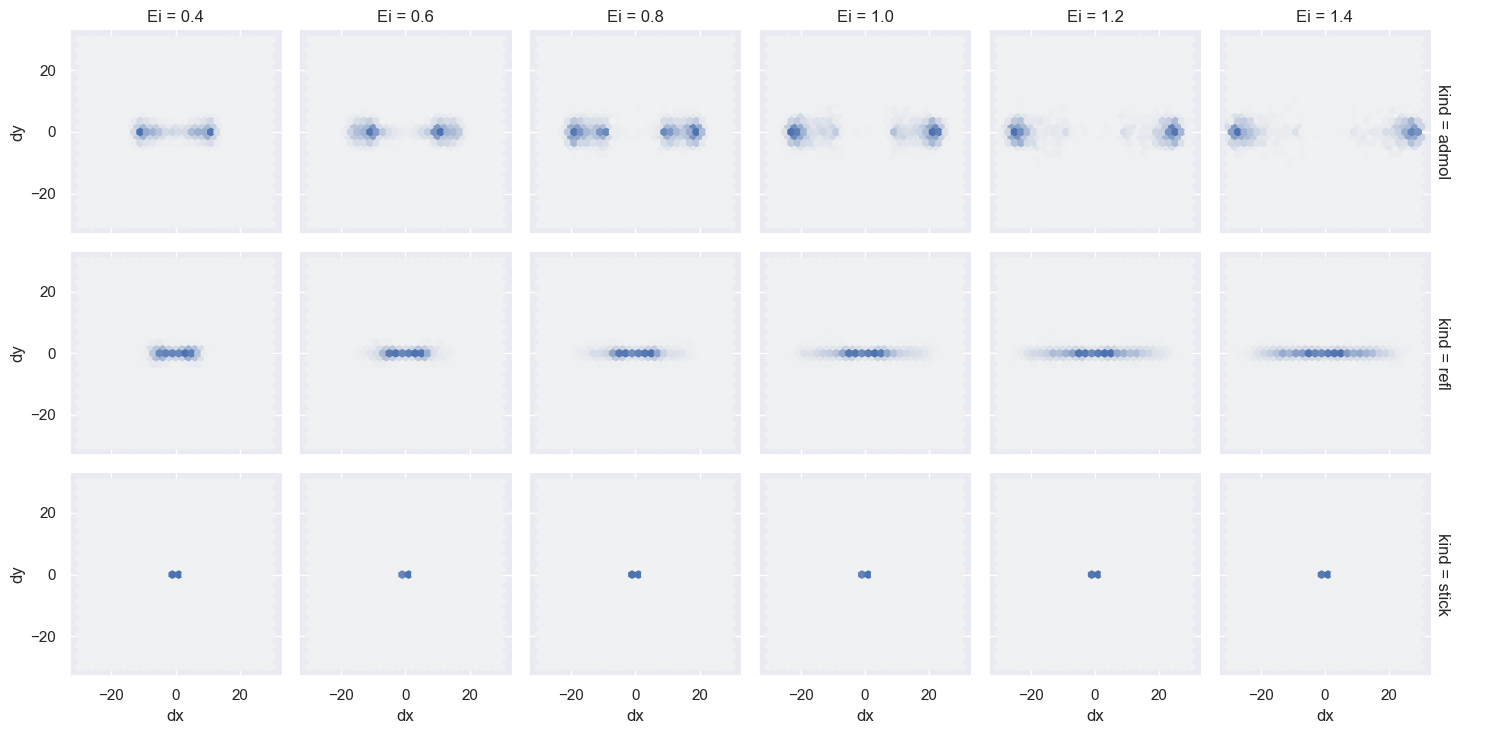 Ei = 0.4 Ei = 0.6 Ei = 0.8 Ei = 1.0 Ei = 1.2 Ei = 1.4
20
0
−20
dy
kind = admol
20
0
−20
dy
kind = refl
20
0
−20
dy
kind = stick
−20 0 20 −20 0 20 −20 0 20 −20 0 20 −20 0 20 −20 0 20
dx dx dx dx dx dx